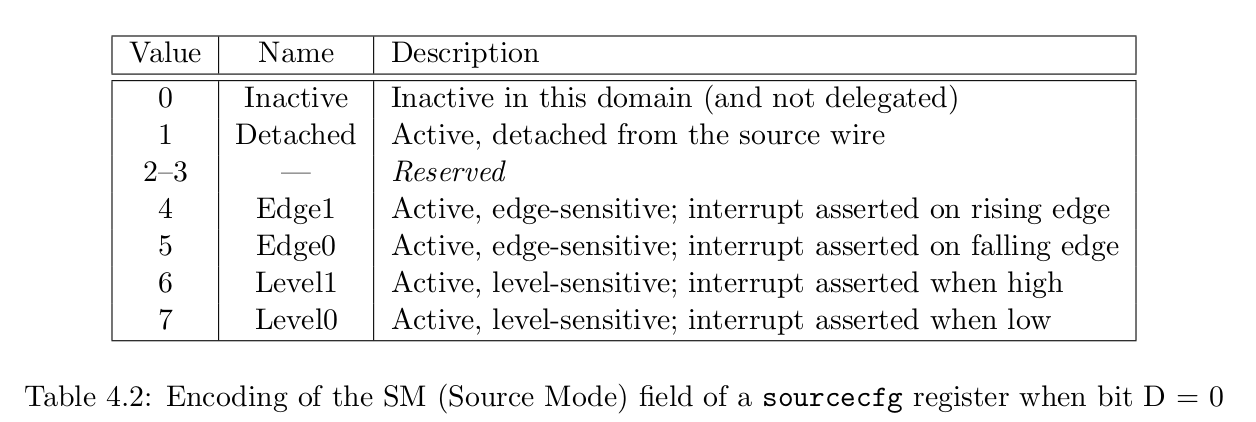 Value Name Description
0 Inactive Inactive in this domain (and not delegated)
1 Detached Active, detached from the source wire
2–3 — Reserved
4 Edge1 Active, edge-sensitive; interrupt asserted on rising edge
5 Edge0 Active, edge-sensitive; interrupt asserted on falling edge
6 Level1 Active, level-sensitive; interrupt asserted when high
7 Level0 Active, level-sensitive; interrupt asserted when low
Table 4.2: Encoding of the SM (Source Mode) field of a sourcecfg register when bit D = 0